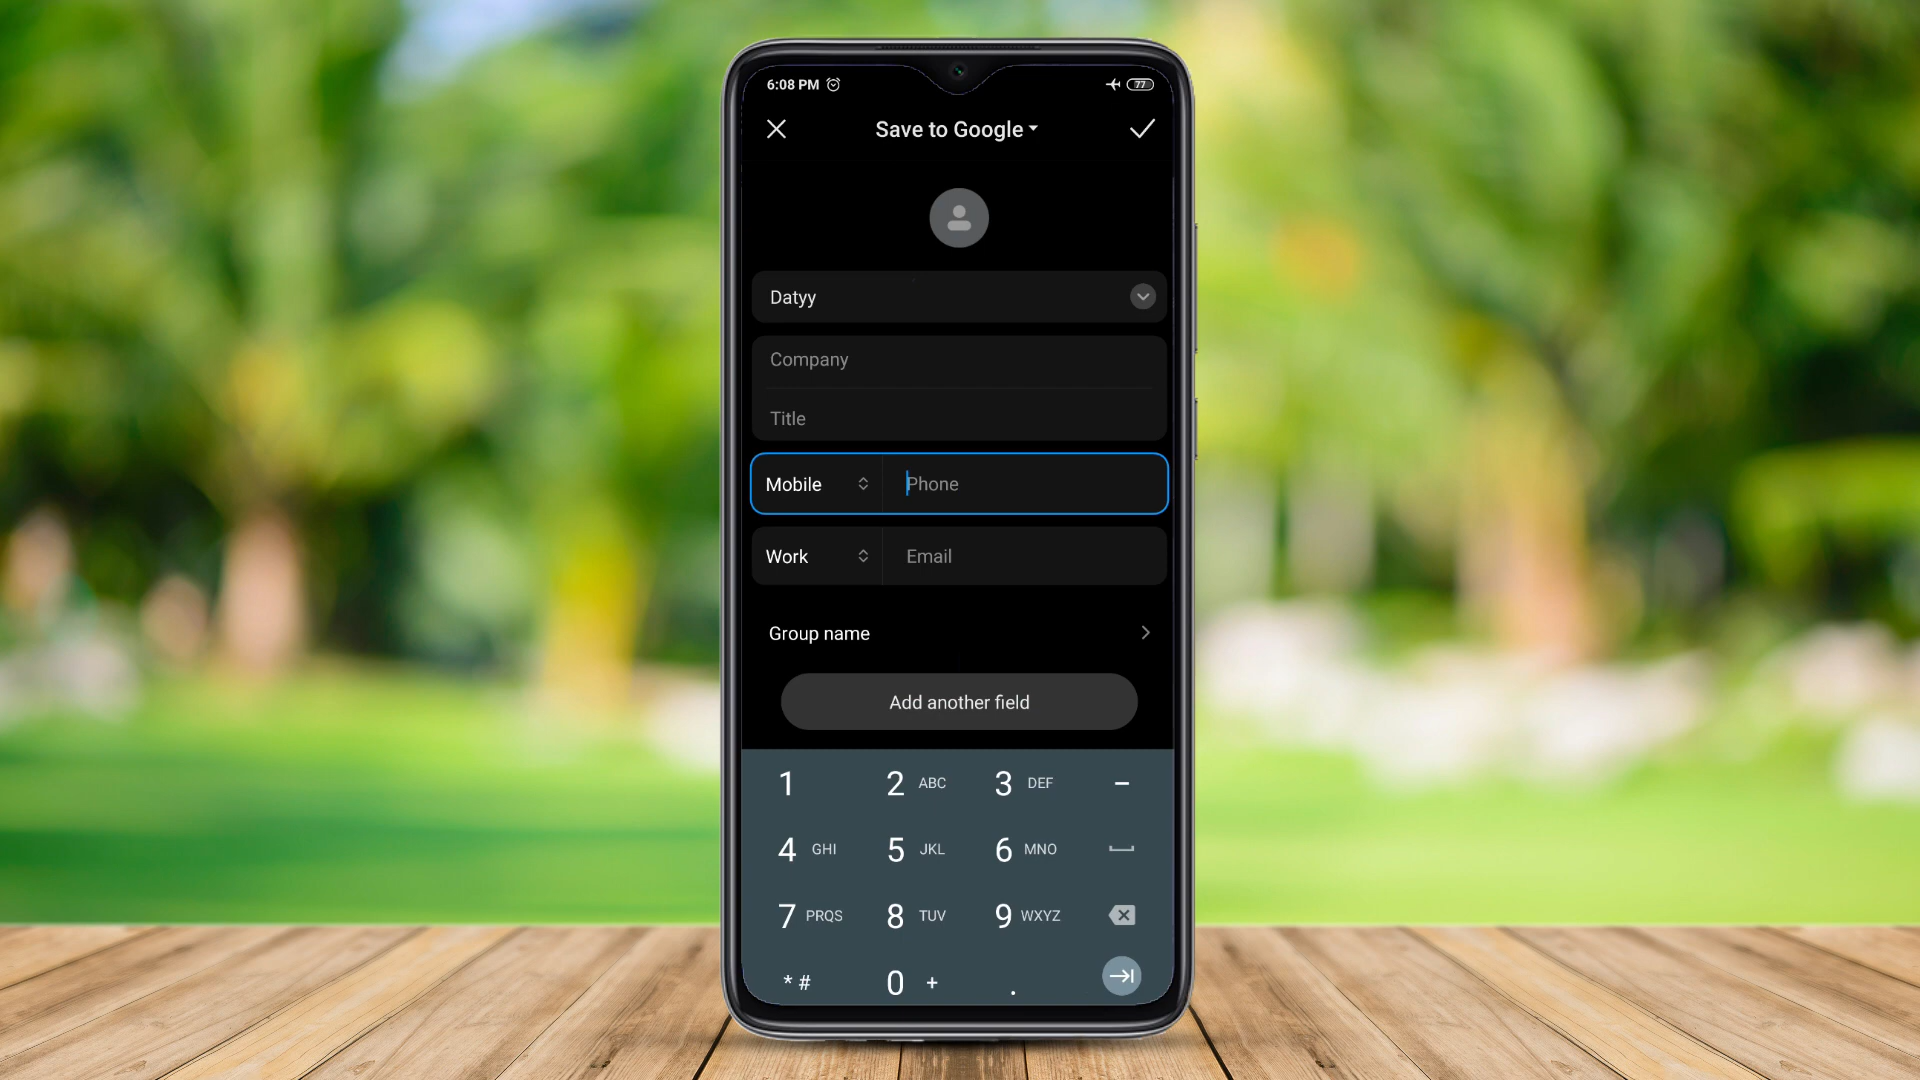 6:08 PM 77
Save to Google
Datyy
Company
Title
Mobile Phone
Work Email
Group name
Add another field
1 2 ABC 3 DEF -
4 GHI 5 JKL 6 MNO
7 PRQS 8 TUV 9 WXYZ
* # 0 + .